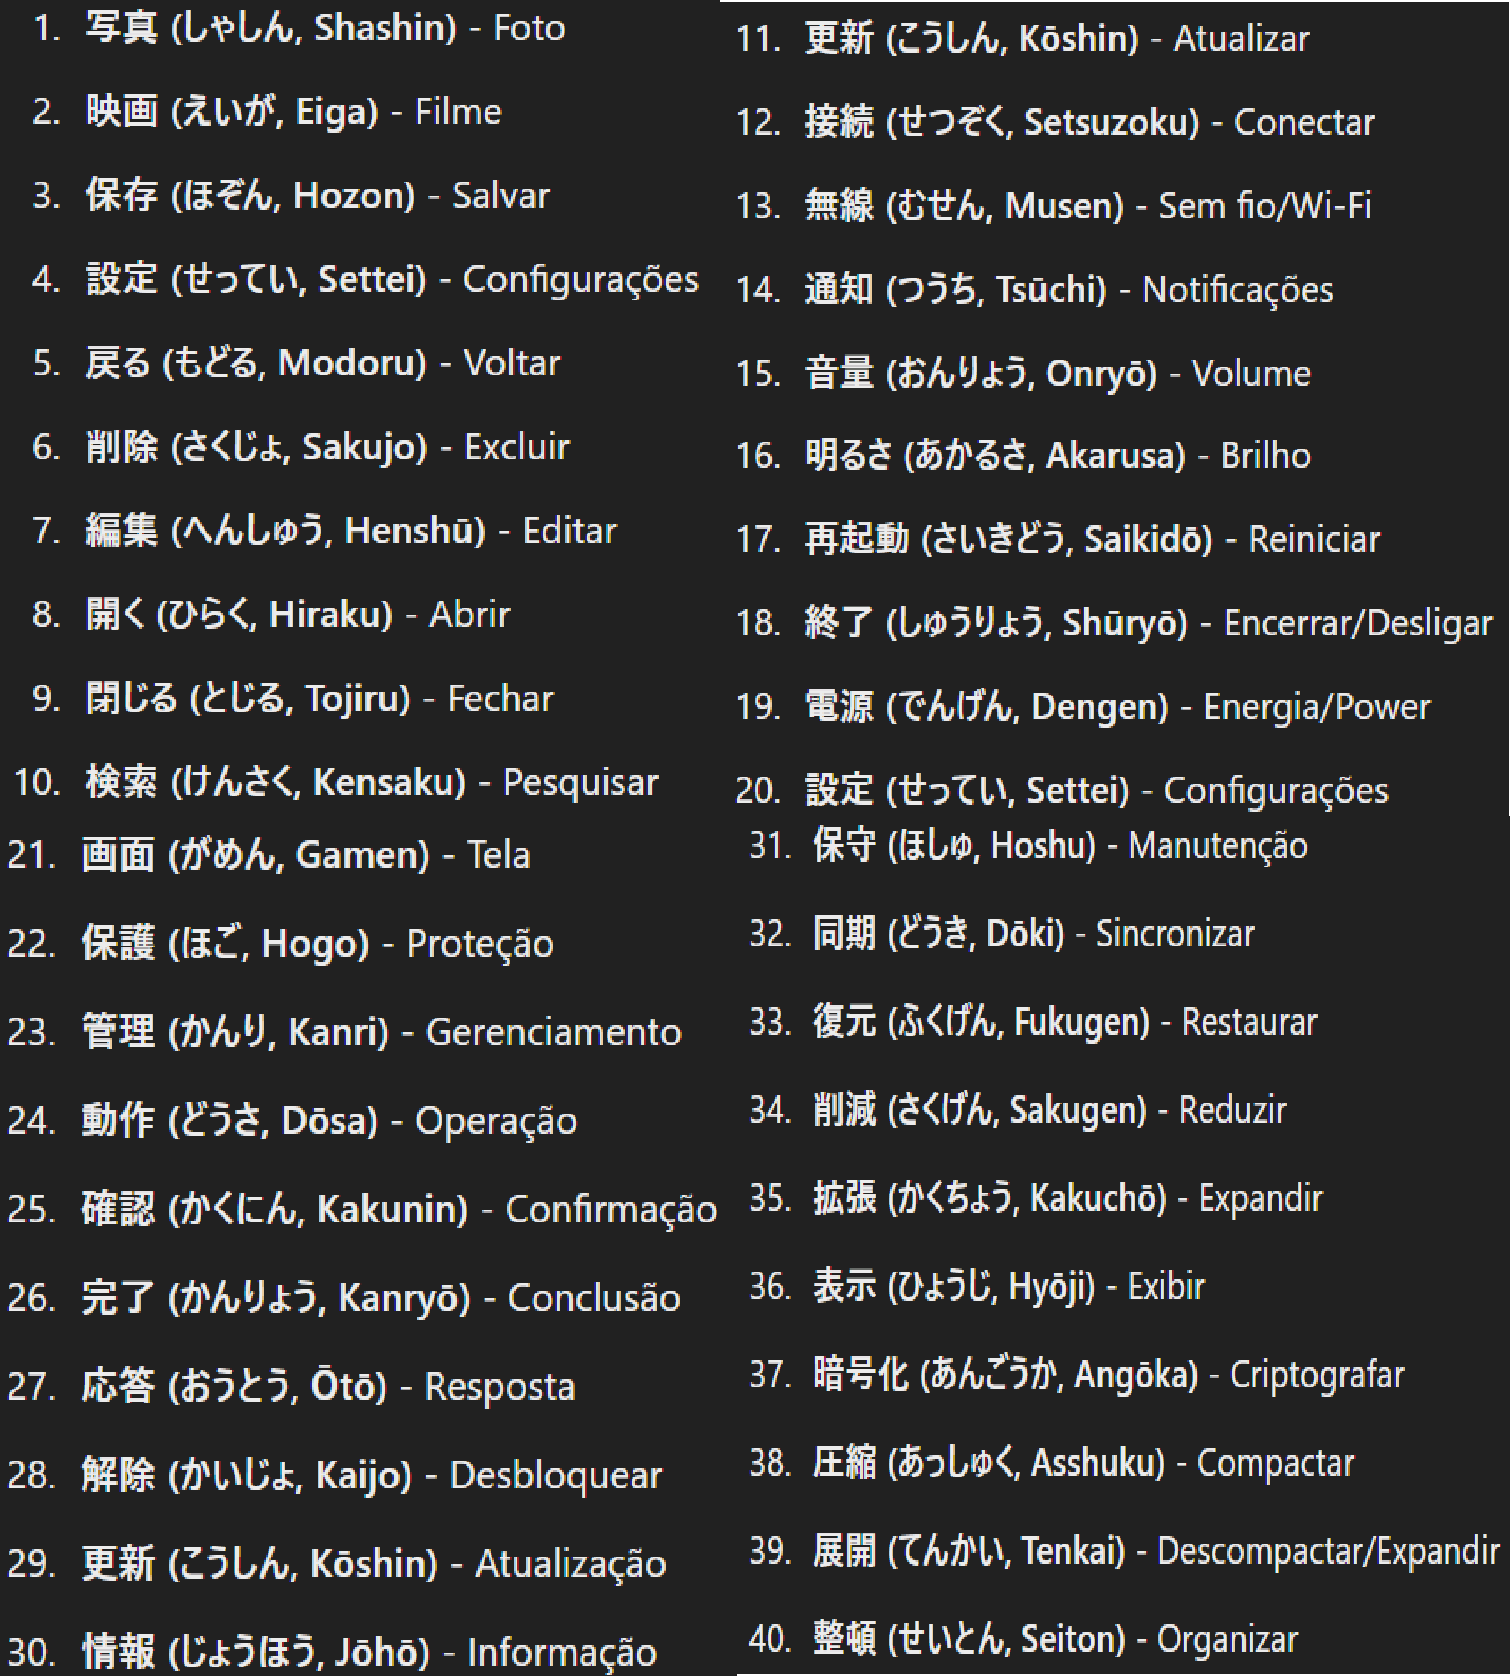 1. 写真 (しゃしん, Shashin) - Foto
2. 映画 (えいが, Eiga) - Filme
3. 保存 (ほぞん, Hozon) - Salvar
4. 設定 (せってい, Settei) - Configurações
5. 戻る (もどる, Modoru) - Voltar
6. 削除 (さくじょ, Sakujo) - Excluir
7. 編集 (へんしゅう, Henshū) - Editar
8. 開く (ひらく, Hiraku) - Abrir
9. 閉じる (とじる, Tojiru) - Fechar
10. 検索 (けんさく, Kensaku) - Pesquisar
11. 更新 (こうしん, Kōshin) - Atualizar
12. 接続 (せつぞく, Setsuzoku) - Conectar
13. 無線 (むせん, Musen) - Sem fio/Wi-Fi
14. 通知 (つうち, Tsūchi) - Notificações
15. 音量 (おんりょう, Onryō) - Volume
16. 明るさ (あかるさ, Akarusa) - Brilho
17. 再起動 (さいきどう, Saikidō) - Reiniciar
18. 終了 (しゅうりょう, Shūryō) - Encerrar/Desligar
19. 電源 (でんげん, Dengen) - Energia/Power
20. 設定 (せってい, Settei) - Configurações
21. 画面 (がめん, Gamen) - Tela
22. 保護 (ほご, Hogo) - Proteção
23. 管理 (かんり, Kanri) - Gerenciamento
24. 動作 (どうさ, Dōsa) - Operação
25. 確認 (かくにん, Kakunin) - Confirmação
26. 完了 (かんりょう, Kanryō) - Conclusão
27. 応答 (おうとう, Ōtō) - Resposta
28. 解除 (かいじょ, Kaijo) - Desbloquear
29. 更新 (こうしん, Kōshin) - Atualização
30. 情報 (じょうほう, Jōhō) - Informação
31. 保守 (ほしゅ, Hoshu) - Manutenção
32. 同期 (どうき, Dōki) - Sincronizar
33. 復元 (ふくげん, Fukugen) - Restaurar
34. 削減 (さくげん, Sakugen) - Reduzir
35. 拡張 (かくちょう, Kakuchō) - Expandir
36. 表示 (ひょうじ, Hyōji) - Exibir
37. 暗号化 (あんごうか, Angōka) - Criptografar
38. 圧縮 (あっしゅく, Asshuku) - Compactar
39. 展開 (てんかい, Tenkai) - Descompactar/Expandir
40. 整頓 (せいとん, Seiton) - Organizar